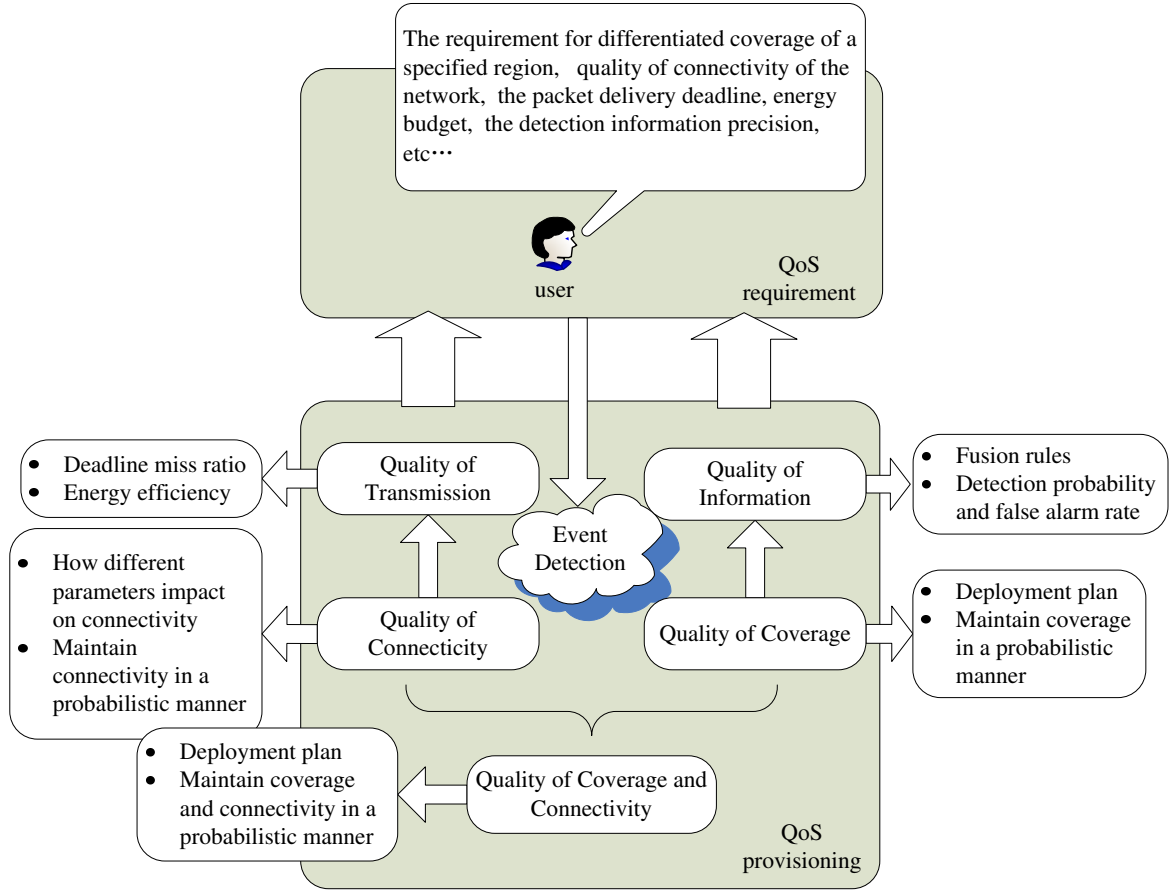 The requirement for differentiated coverage of a
specified region, quality of connectivity of the
network, the packet delivery deadline, energy
budget, the detection information precision,
etc···
user
QoS
requirement
Quality of
Transmission
• Deadline miss ratio
• Energy efficiency
Quality of
Information
• Fusion rules
• Detection probability
and false alarm rate
Event
Detection
• How different
parameters impact
on connectivity
• Maintain
connectivity in a
probabilistic manner
Quality of
Connecticity
Quality of Coverage
• Deployment plan
• Maintain coverage
in a probabilistic
manner
• Deployment plan
• Maintain coverage
and connectivity in a
probabilistic manner
Quality of Coverage and
Connectivity
QoS
provisioning